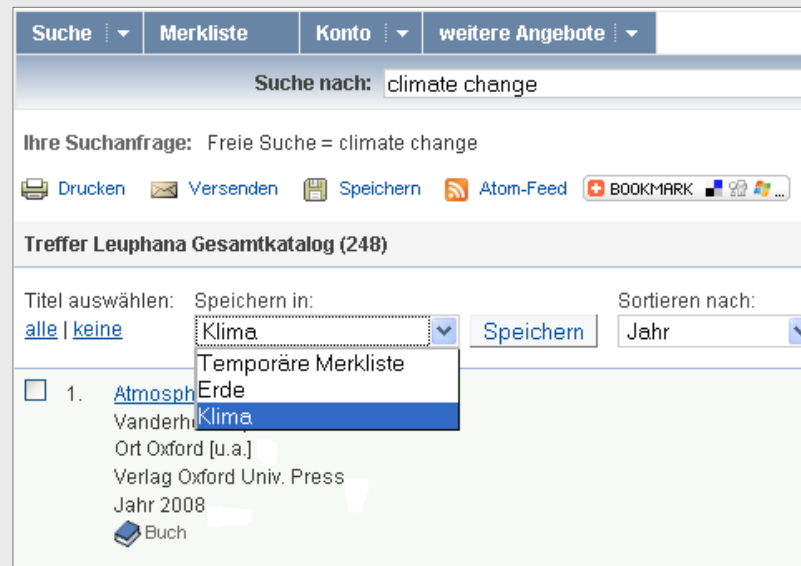 Suche Merkliste Konto weitere Angebote
Suche nach: climate change
Ihre Suchanfrage: Freie Suche = climate change
Drucken Versenden Speichern Atom-Feed BOOKMARK ...
Treffer Leuphana Gesamtkatalog (248)
Titel auswählen: Speichern in: Sortieren nach:
alle | keine Klima Speichern Jahr
Temporäre Merkliste
Erde
Klima
1.
Ort Oxford [u.a.]
Verlag Oxford Univ. Press
Jahr 2008
Buch